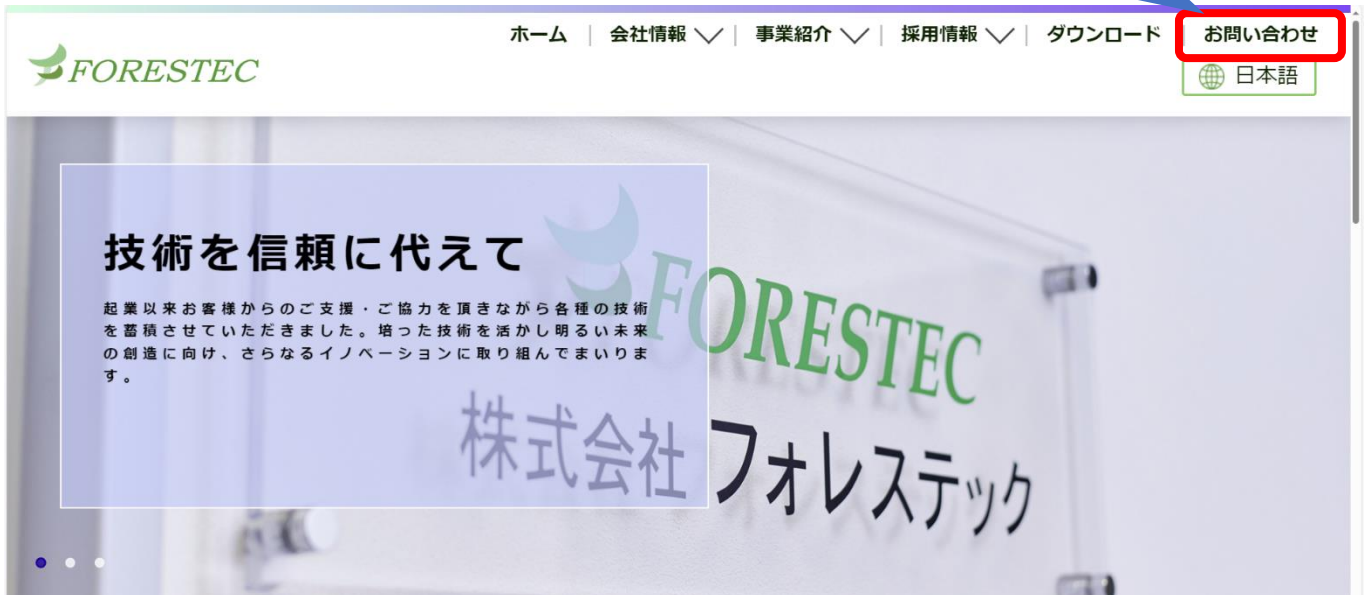 ホーム | 会社情報 | 事業紹介 | 採用情報 | ダウンロード お問い合わせ
FORESTEC
日本語
技術を信頼に代えて
起業以来お客様からのご支援・ご協力を頂きながら各種の技術
を蓄積させていただきました。培った技術を活かし明るい未来
の創造に向け、さらなるイノベーションに取り組んでまいりま
す。
FORESTEC
株式会社フォレステック